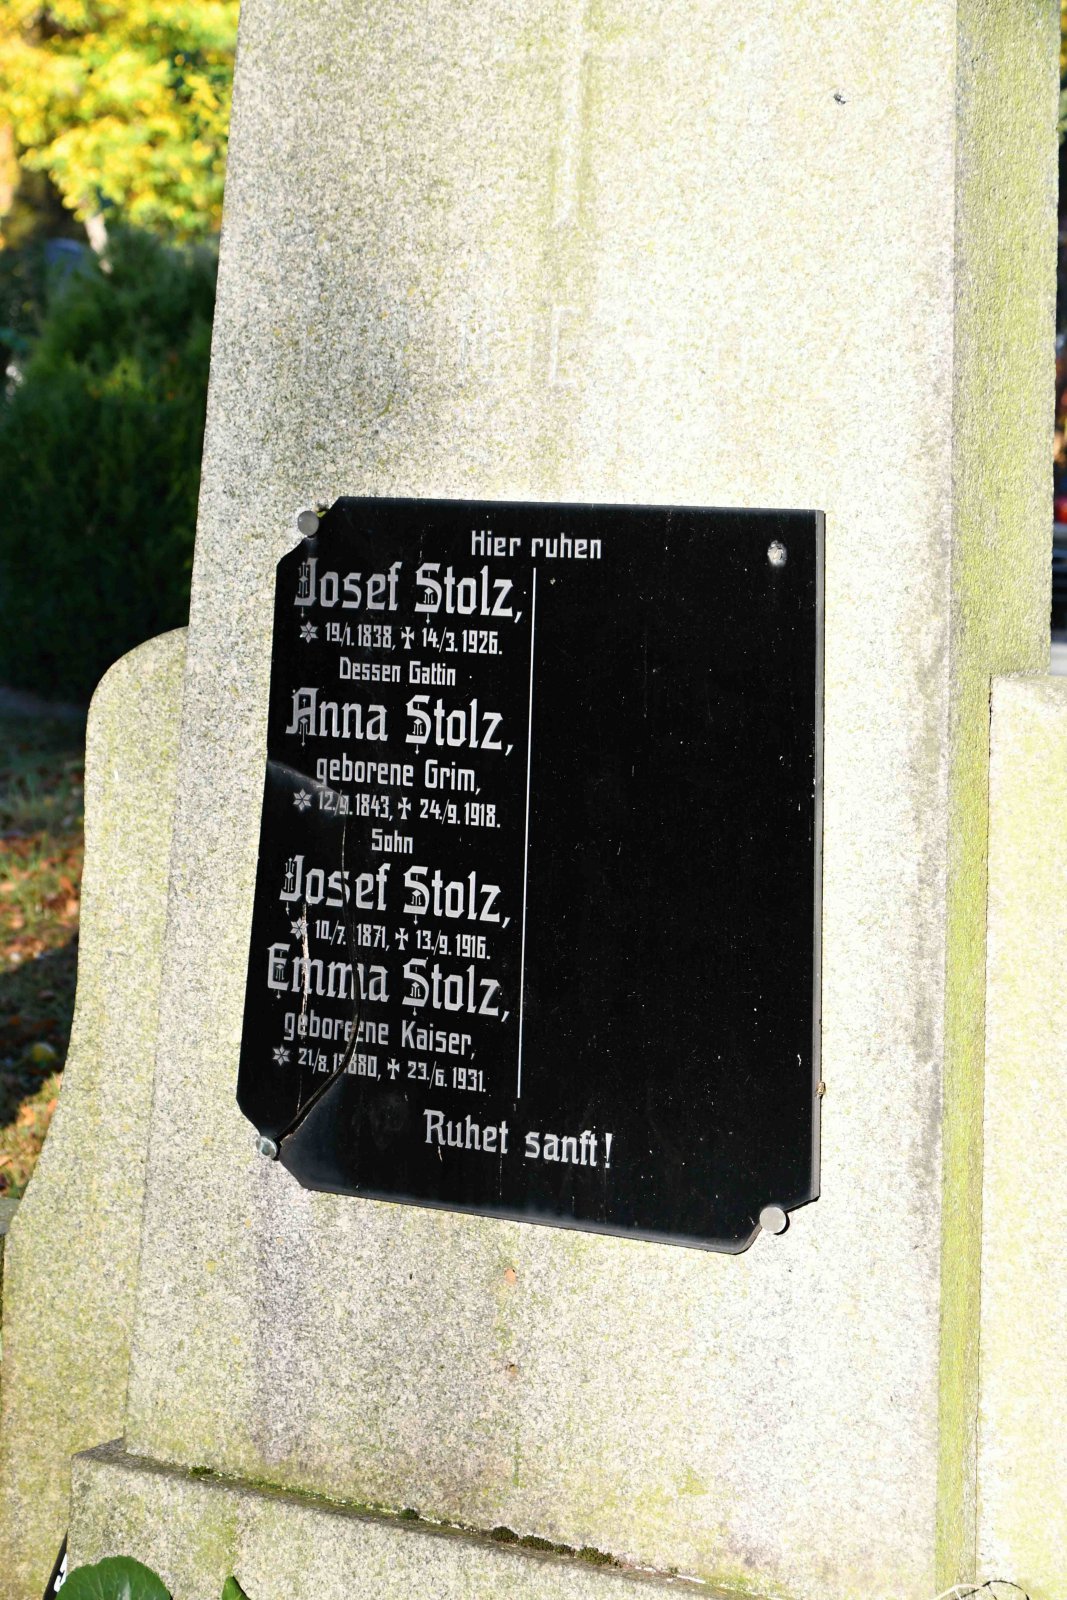 Hier ruhen
Josef Stolz,
19/1. 1838, ✠ 14./3. 1926.
Dessen Gattin
Anna Stolz,
geborene Grim,
12./9. 1843, ✠ 24./9. 1918.
Sohn
Josef Stolz,
10./7. 1871, ✠ 13./9. 1916.
Emma Stolz,
geborene Kaiser,
21./8. 1880, ✠ 23./6. 1931.
Ruhet sanft!